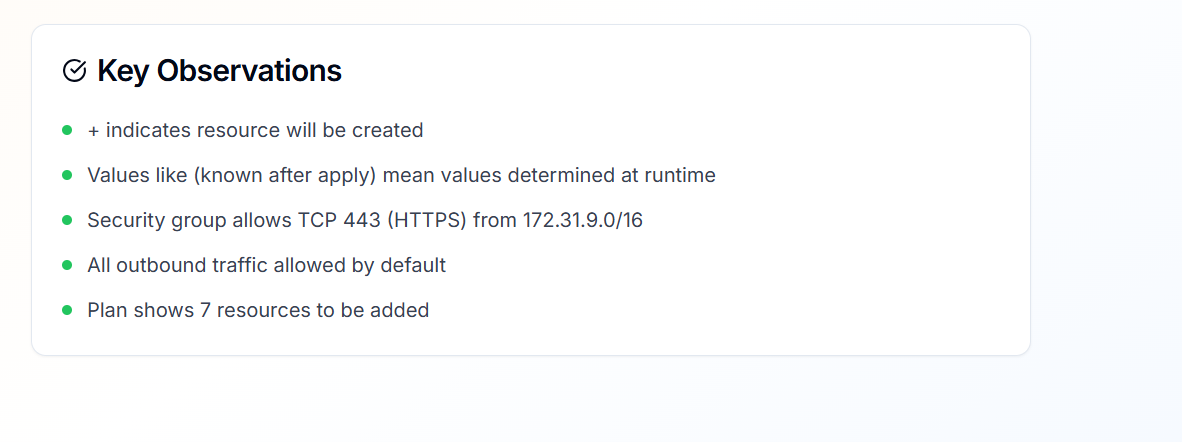 Key Observations
+ indicates resource will be created
Values like (known after apply) mean values determined at runtime
Security group allows TCP 443 (HTTPS) from 172.31.9.0/16
All outbound traffic allowed by default
Plan shows 7 resources to be added